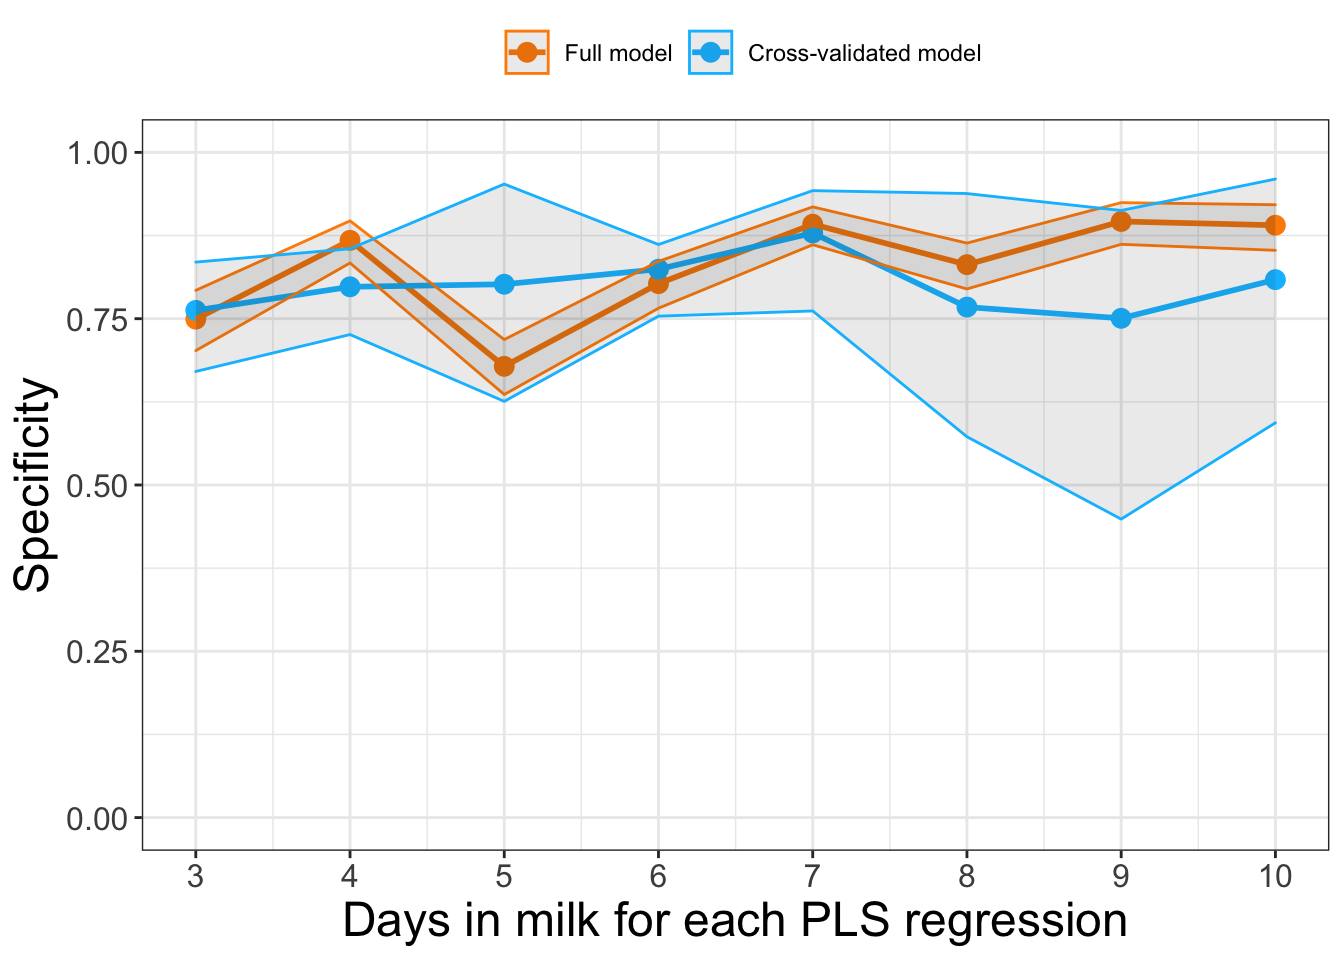 Full model Cross-validated model
1.00
0.75
0.50
0.25
0.00
Specificity
3 4 5 6 7 8 9 10
Days in milk for each PLS regression